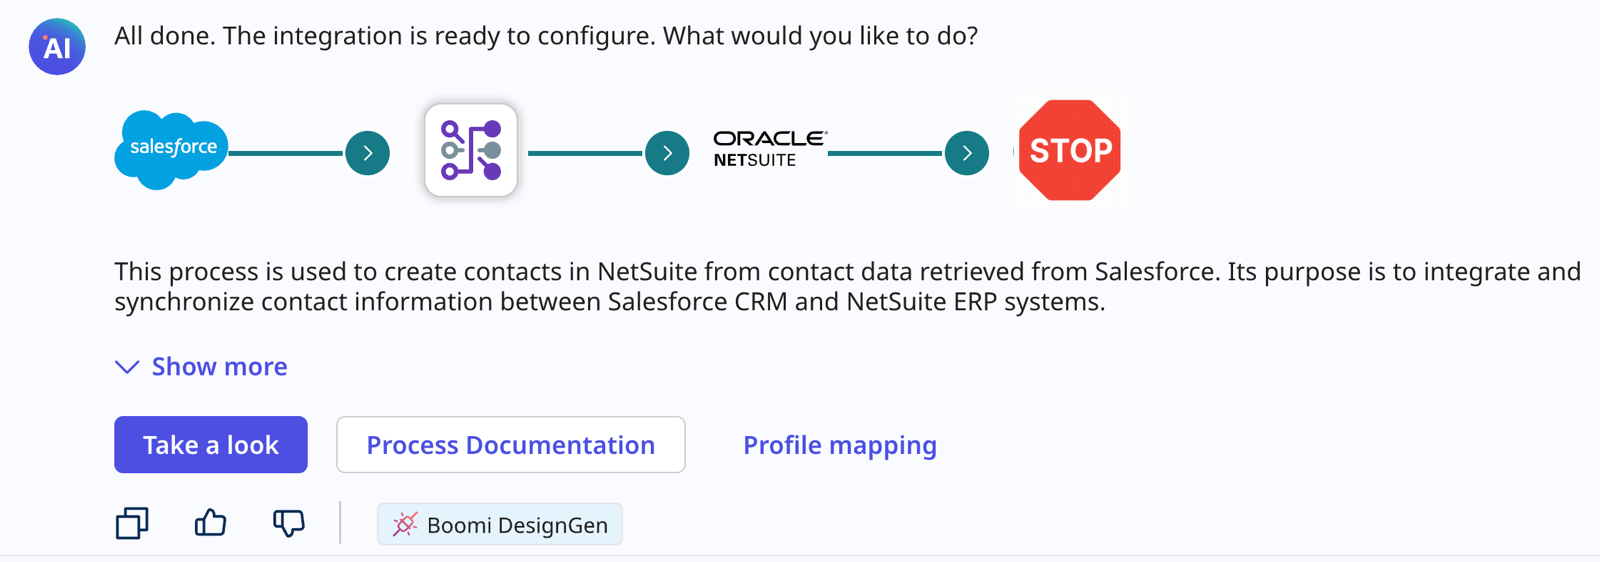 AI
All done. The integration is ready to configure. What would you like to do?
salesforce
ORACLE®
NETSUITE
STOP
This process is used to create contacts in NetSuite from contact data retrieved from Salesforce. Its purpose is to integrate and
synchronize contact information between Salesforce CRM and NetSuite ERP systems.
Show more
Take a look
Process Documentation
Profile mapping
Boomi DesignGen